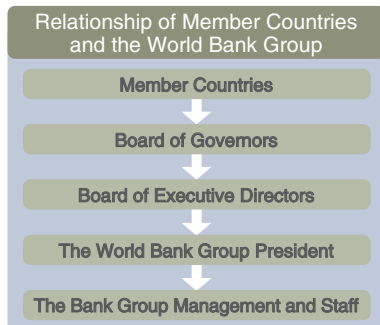 Relationship of Member Countries
and the World Bank Group
Member Countries
Board of Governors
Board of Executive Directors
The World Bank Group President
The Bank Group Management and Staff